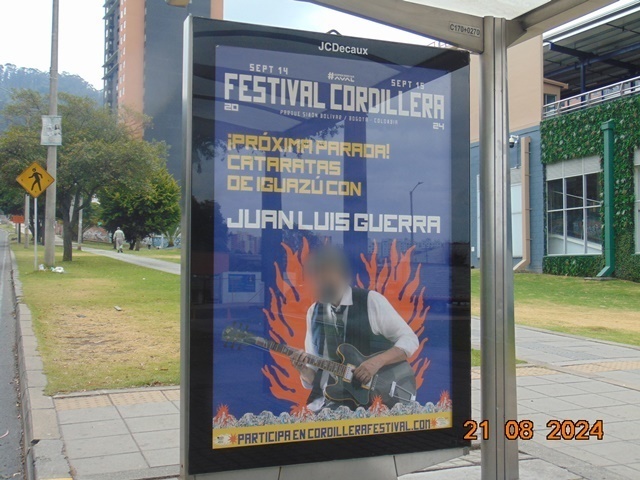 C170+0270
JCDecaux
SEPT 14
SEPT 15
FESTIVAL CORDILLERA
20
24
PARQUE SIMÓN BOLÍVAR / BOGOTÁ - COLOMBIA
¡PRÓXIMA PARADA!
CATARATAS
DE IGUAZÚ CON
JUAN LUIS GUERRA
PARTICIPA EN CORDILLERAFESTIVAL.COM
21 08 2024